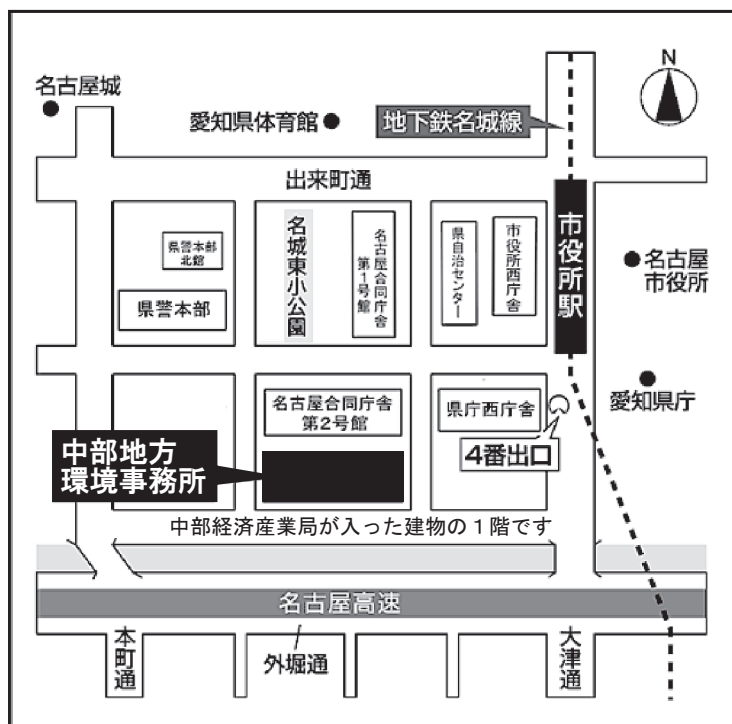 N
名古屋城
愛知県体育館
地下鉄名城線
出来町通
県警本部
北館
県警本部
名城東小公園
名古屋合同庁舎
第1号館
県自治センター
市役所西庁舎
市役所駅
名古屋
市役所
名古屋合同庁舎
第2号館
県庁西庁舎
愛知県庁
4番出口
中部地方
環境事務所
中部経済産業局が入った建物の1階です
名古屋高速
本町通
外堀通
大津通